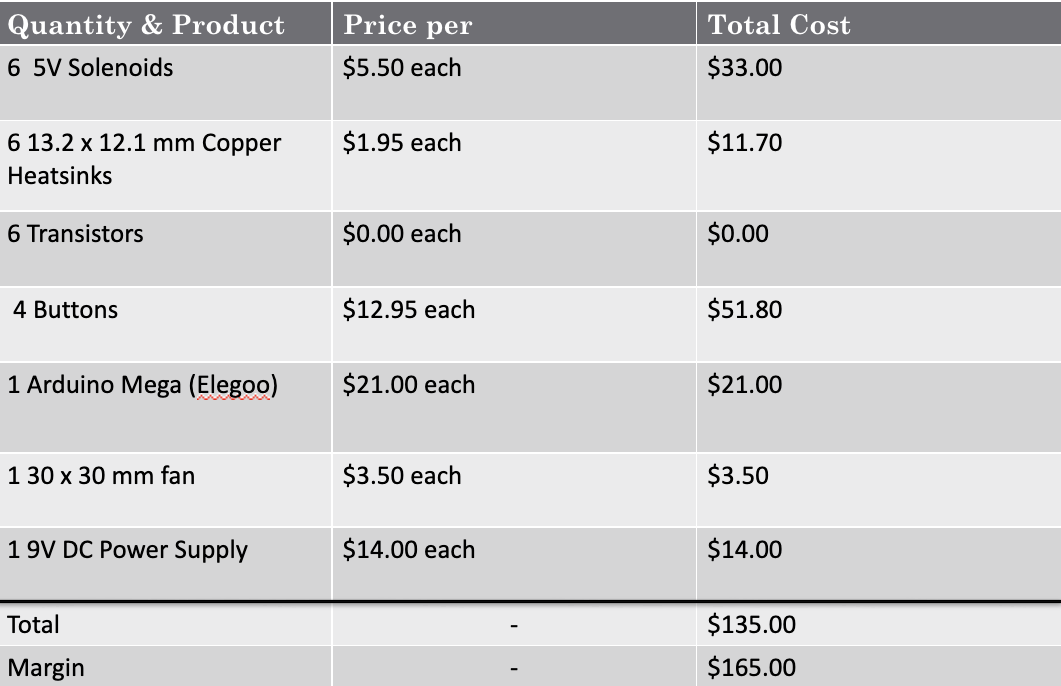 Quantity & Product Price per Total Cost
6 5V Solenoids $5.50 each $33.00
6 13.2 x 12.1 mm Copper $1.95 each $11.70
Heatsinks
6 Transistors $0.00 each $0.00
4 Buttons $12.95 each $51.80
1 Arduino Mega (Elegoo) $21.00 each $21.00
1 30 x 30 mm fan $3.50 each $3.50
1 9V DC Power Supply $14.00 each $14.00
Total - $135.00
Margin - $165.00